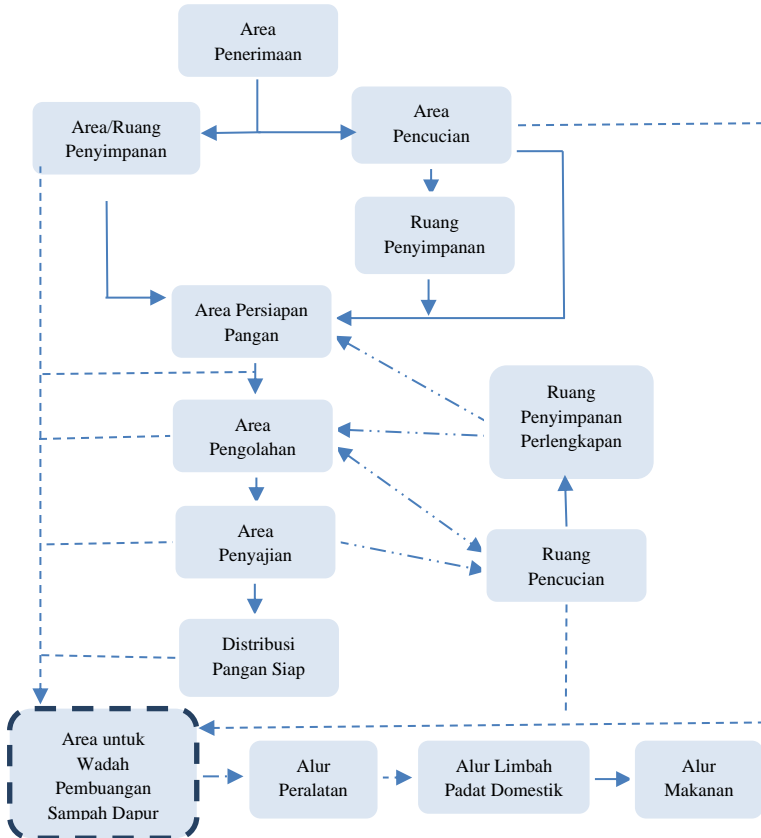 Area
Penerimaan
Area/Ruang
Penyimpanan
Area
Pencucian
Ruang
Penyimpanan
Area Persiapan
Pangan
Ruang
Penyimpanan
Perlengkapan
Area
Pengolahan
Area
Penyajian
Ruang
Pencucian
Distribusi
Pangan Siap
Area untuk
Wadah
Pembuangan
Sampah Dapur
Alur
Peralatan
Alur Limbah
Padat Domestik
Alur
Makanan